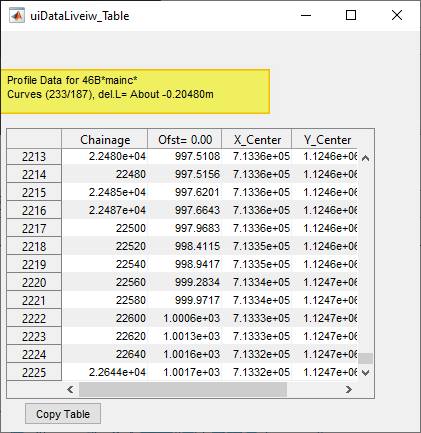 uiDataLiveiw_Table
Profile Data for 46B*mainc*
Curves (233/187), del.L= About -0.20480m
Chainage Ofst= 0.00 X_Center Y_Center
2213 2.2480e+04 997.5108 7.1336e+05 1.1246e+06
2214 22480 997.5156 7.1336e+05 1.1246e+06
2215 2.2485e+04 997.6201 7.1336e+05 1.1246e+06
2216 2.2487e+04 997.6643 7.1336e+05 1.1246e+06
2217 22500 997.9683 7.1336e+05 1.1246e+06
2218 22520 998.4115 7.1335e+05 1.1246e+06
2219 22540 998.9417 7.1335e+05 1.1246e+06
2220 22560 999.2834 7.1334e+05 1.1247e+06
2221 22580 999.9717 7.1334e+05 1.1247e+06
2222 22600 1.0006e+03 7.1333e+05 1.1247e+06
2223 22620 1.0013e+03 7.1332e+05 1.1247e+06
2224 22640 1.0016e+03 7.1332e+05 1.1247e+06
2225 2.2644e+04 1.0017e+03 7.1332e+05 1.1247e+06
Copy Table